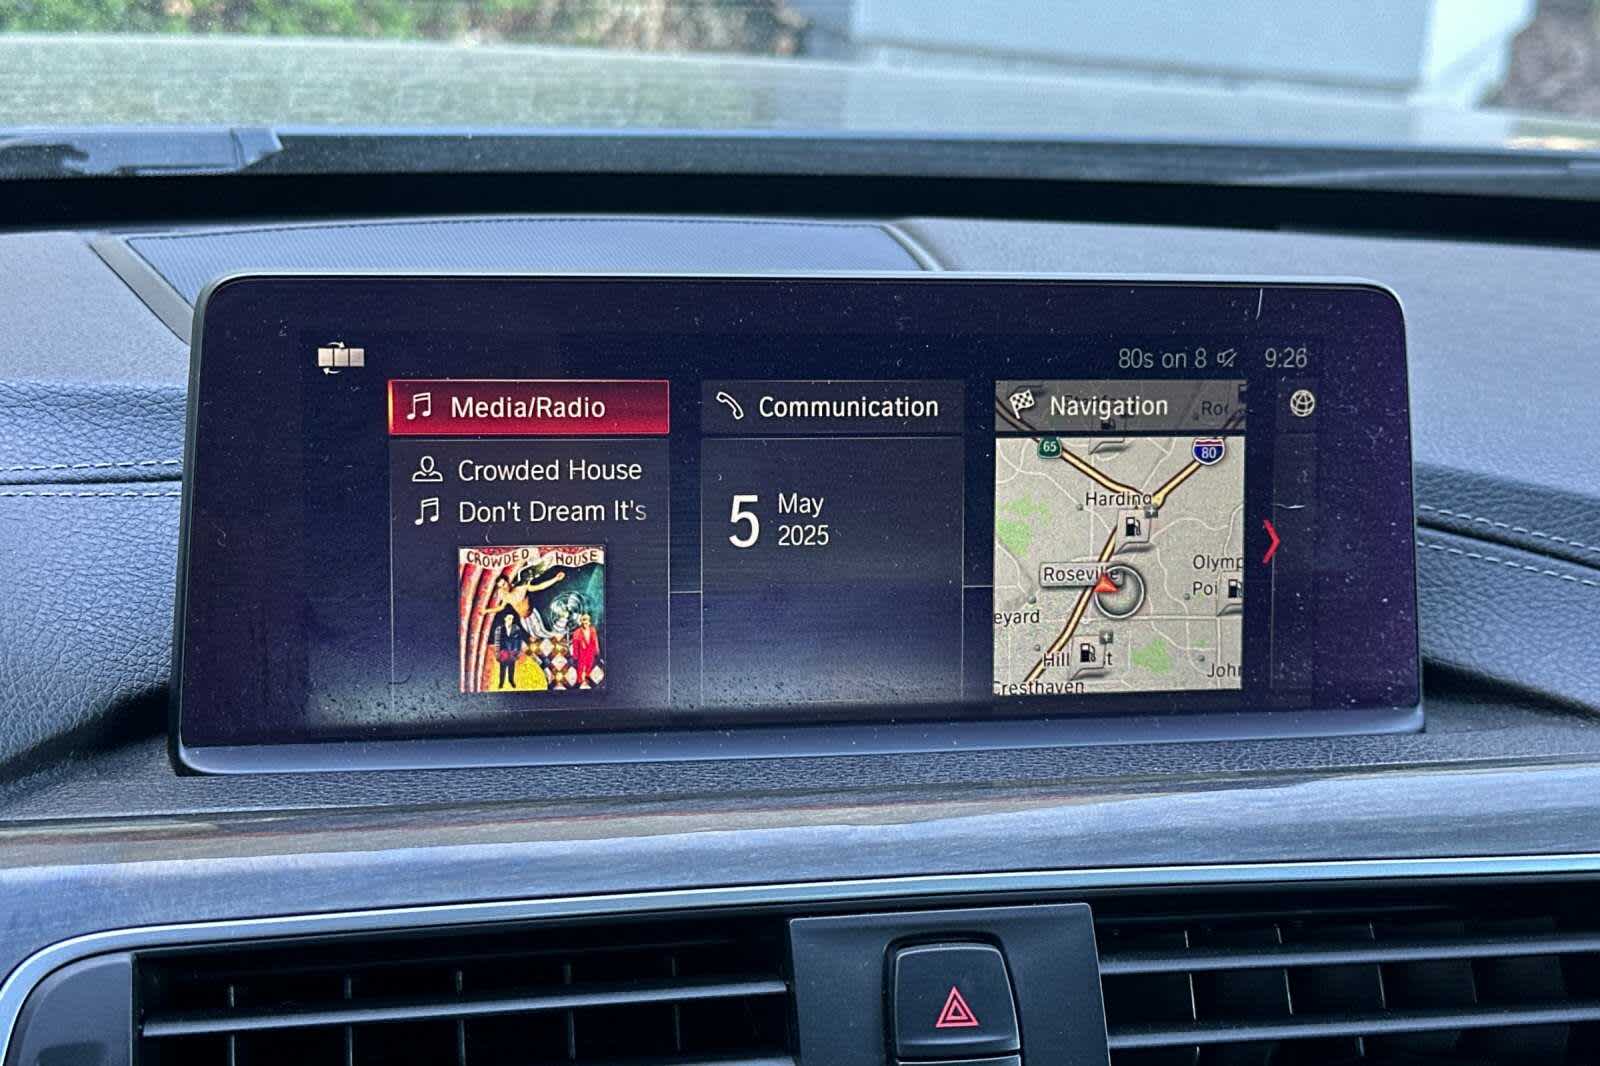 80s on 8 9:26
Media/Radio
Crowded House
Don't Dream It's
CROWDED HOUSE
Communication
5 May
2025
Navigation
65
80
Harding
Roseville
Olymp
Poi
eyard
Hill
Cresthaven
John